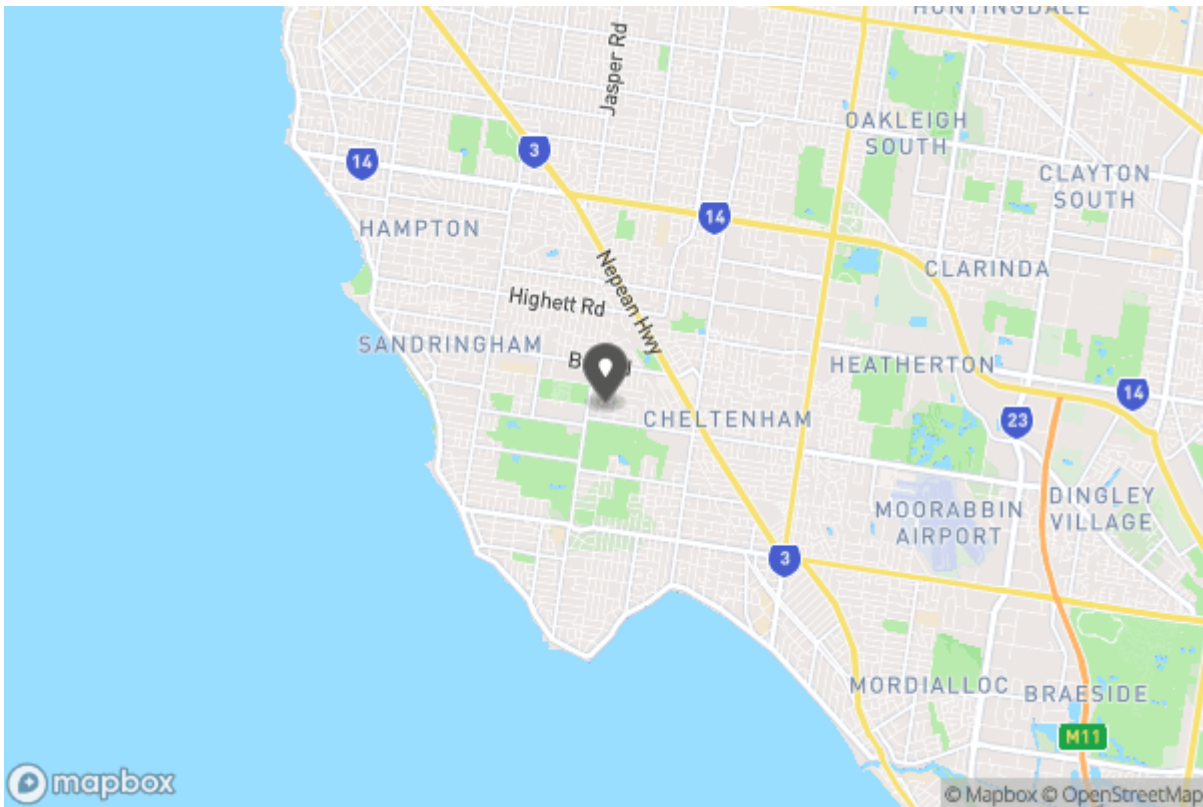 HUNTINGDALE
Jasper Rd
OAKLEIGH
SOUTH
3
14
CLAYTON
SOUTH
14
HAMPTON
Nepean Hwy
CLARINDA
Highett Rd
SANDRINGHAM
HEATHERTON
14
CHELTENHAM
23
MOORABBIN
AIRPORT
DINGLEY
VILLAGE
3
MORDIALLOC
BRAESIDE
M11
mapbox
© Mapbox © OpenStreetMap